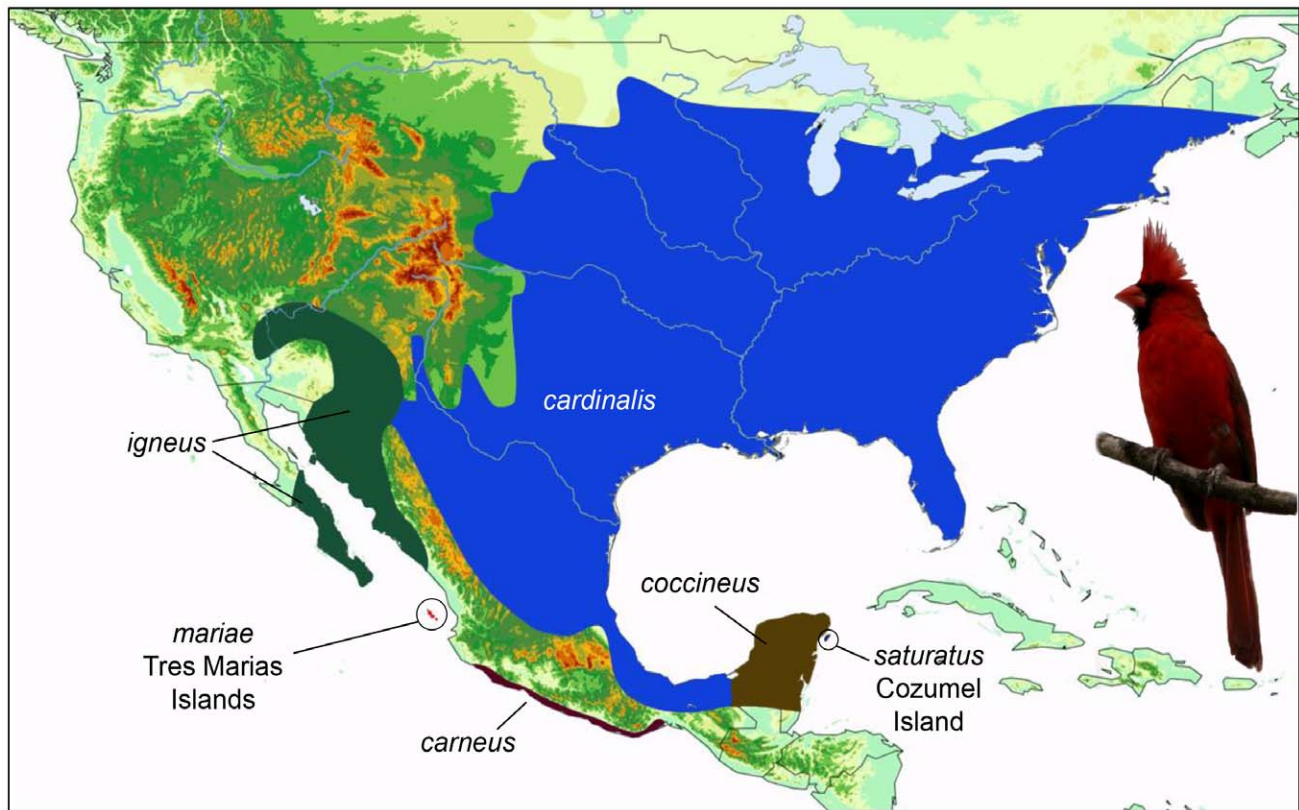 cardinalis
igneus
coccineus
mariae
Tres Marias
Islands
saturatus
Cozumel
Island
carneus